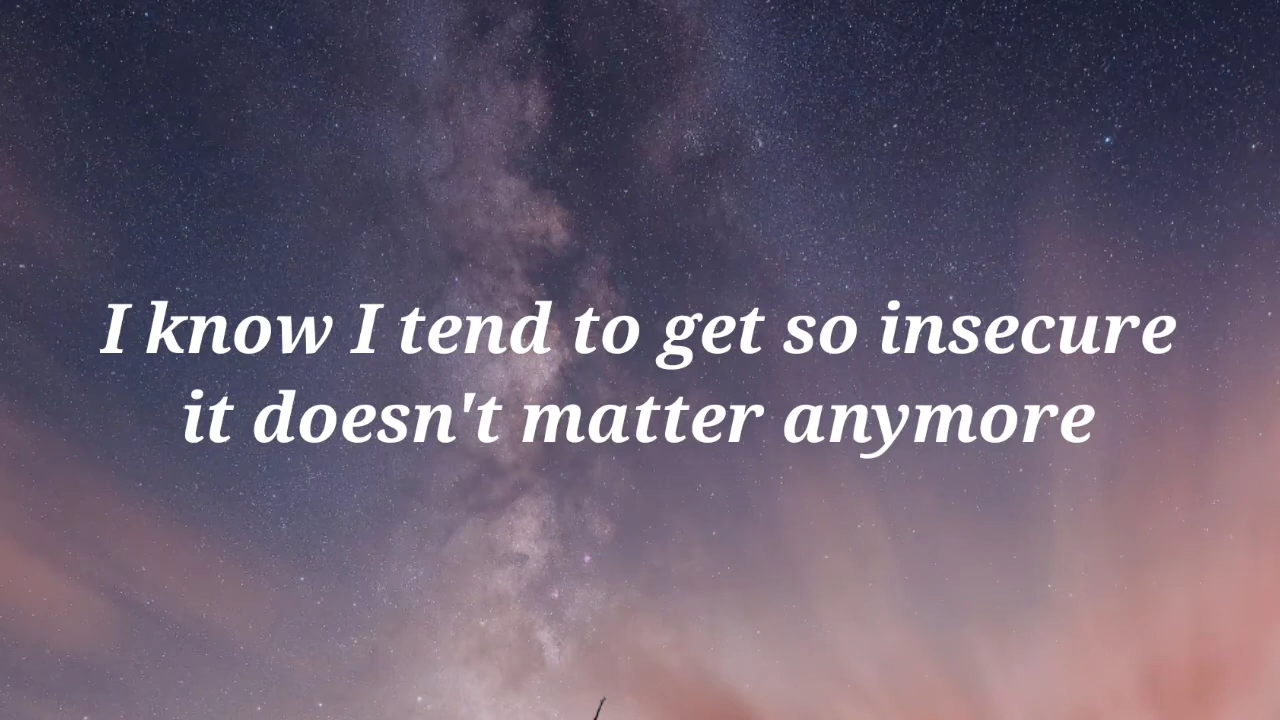 I know I tend to get so insecure
it doesn't matter anymore